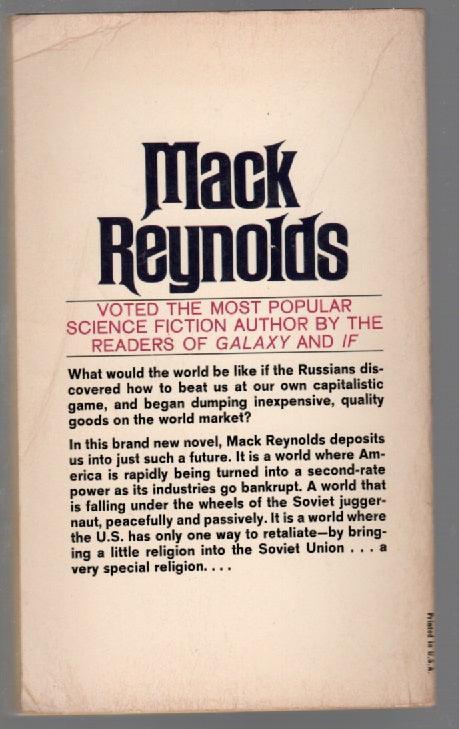 Mack
Reynolds
VOTED THE MOST POPULAR
SCIENCE FICTION AUTHOR BY THE
READERS OF GALAXY AND IF
What would the world be like if the Russians dis-
covered how to beat us at our own capitalistic
game, and began dumping inexpensive, quality
goods on the world market?
In this brand new novel, Mack Reynolds deposits
us into just such a future. It is a world where Am-
erica is rapidly being turned into a second-rate
power as its industries go bankrupt. A world that
is falling under the wheels of the Soviet jugger-
naut, peacefully and passively. It is a world where
the U.S. has only one way to retaliate—by bring-
ing a little religion into the Soviet Union . . . a
very special religion. . . .
Printed in U.S.A.